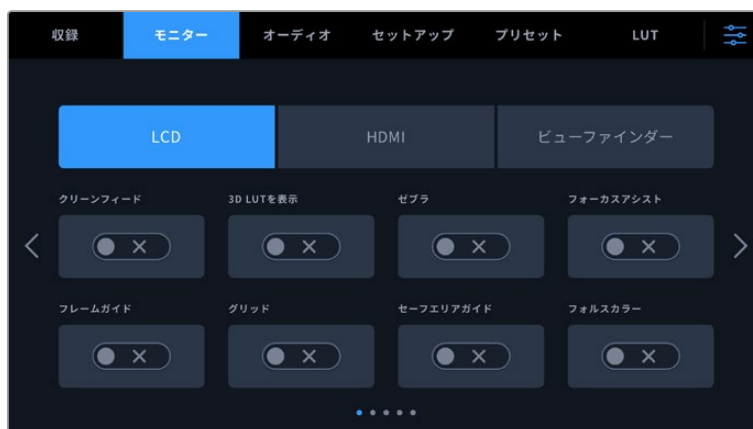 収録 モニター オーディオ セットアップ プリセット LUT
LCD HDMI ビューファインダー
クリーンフィード 3D LUTを表示 ゼブラ フォーカスアシスト
フレームガイド グリッド セーフエリアガイド フォルスカラー